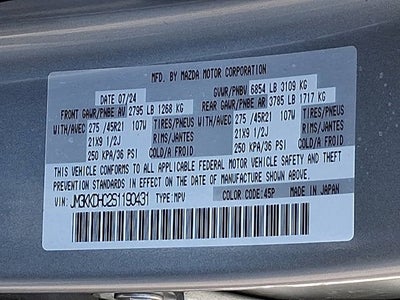 MFD. BY MAZDA MOTOR CORPORATION
DATE 07/24 GVWR/PNBV 6854 LB 3109 KG
FRONT GAWR/PNBE AV 2795 LB 1268 KG REAR GAWR/PNBE AR 3785 LB 1717 KG
WITH/AVEC 275 /45R21 107W TIRES/PNEUS WITH/AVEC 275 /45R21 107W TIRES/PNEUS
21X9 1/2J RIMS/JANTES 21X9 1/2J RIMS/JANTES
250 KPA/36 PSI COLD/A FROID 250 KPA/36 PSI COLD/A FROID
THIS VEHICLE CONFORMS TO ALL APPLICABLE FEDERAL MOTOR VEHICLE SAFETY AND THEFT
PREVENTION STANDARDS IN EFFECT ON THE DATE OF MANUFACTURE SHOWN ABOVE.
VIN: JM3KKDHC2S1190431 TYPE:MPV COLOR CODE:45P MADE IN JAPAN